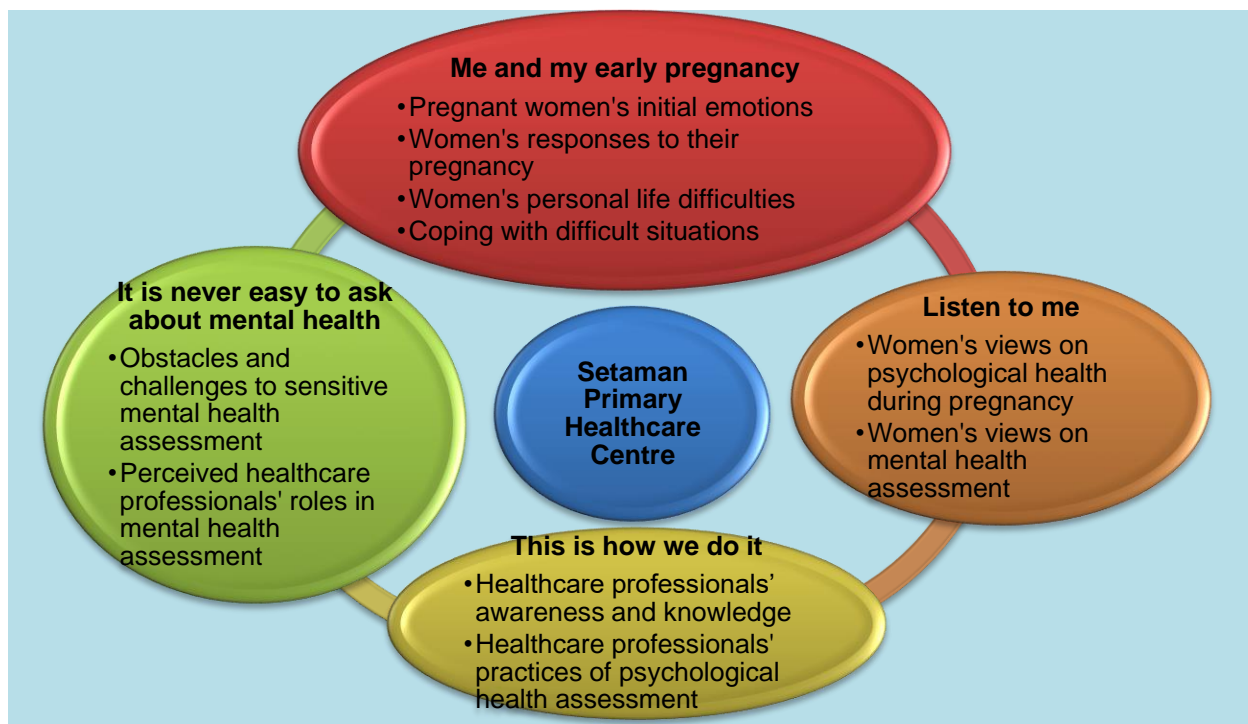 Me and my early pregnancy
•Pregnant women's initial emotions
•Women's responses to their
pregnancy
•Women's personal life difficulties
•Coping with difficult situations
It is never easy to ask
about mental health
•Obstacles and
challenges to sensitive
mental health
assessment
•Perceived healthcare
professionals' roles in
mental health
assessment
Setaman
Primary
Healthcare
Centre
Listen to me
•Women's views on
psychological health
during pregnancy
•Women's views on
mental health
assessment
This is how we do it
•Healthcare professionals’
awareness and knowledge
•Healthcare professionals'
practices of psychological
health assessment